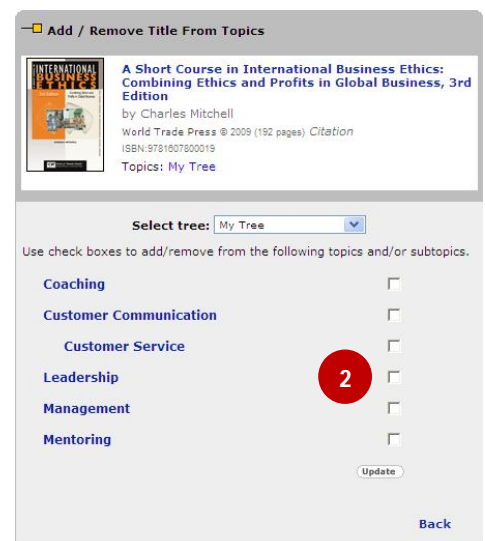 Add / Remove Title From Topics
INTERNATIONAL
BUSINESS
ETHICS
A Short Course in International Business Ethics:
Combining Ethics and Profits in Global Business, 3rd
Edition
by Charles Mitchell
World Trade Press © 2009 (192 pages) Citation
ISBN:9781607800019
Topics: My Tree
Select tree: My Tree
Use check boxes to add/remove from the following topics and/or subtopics.
Coaching
Customer Communication
Customer Service
Leadership
2
Management
Mentoring
Update
Back